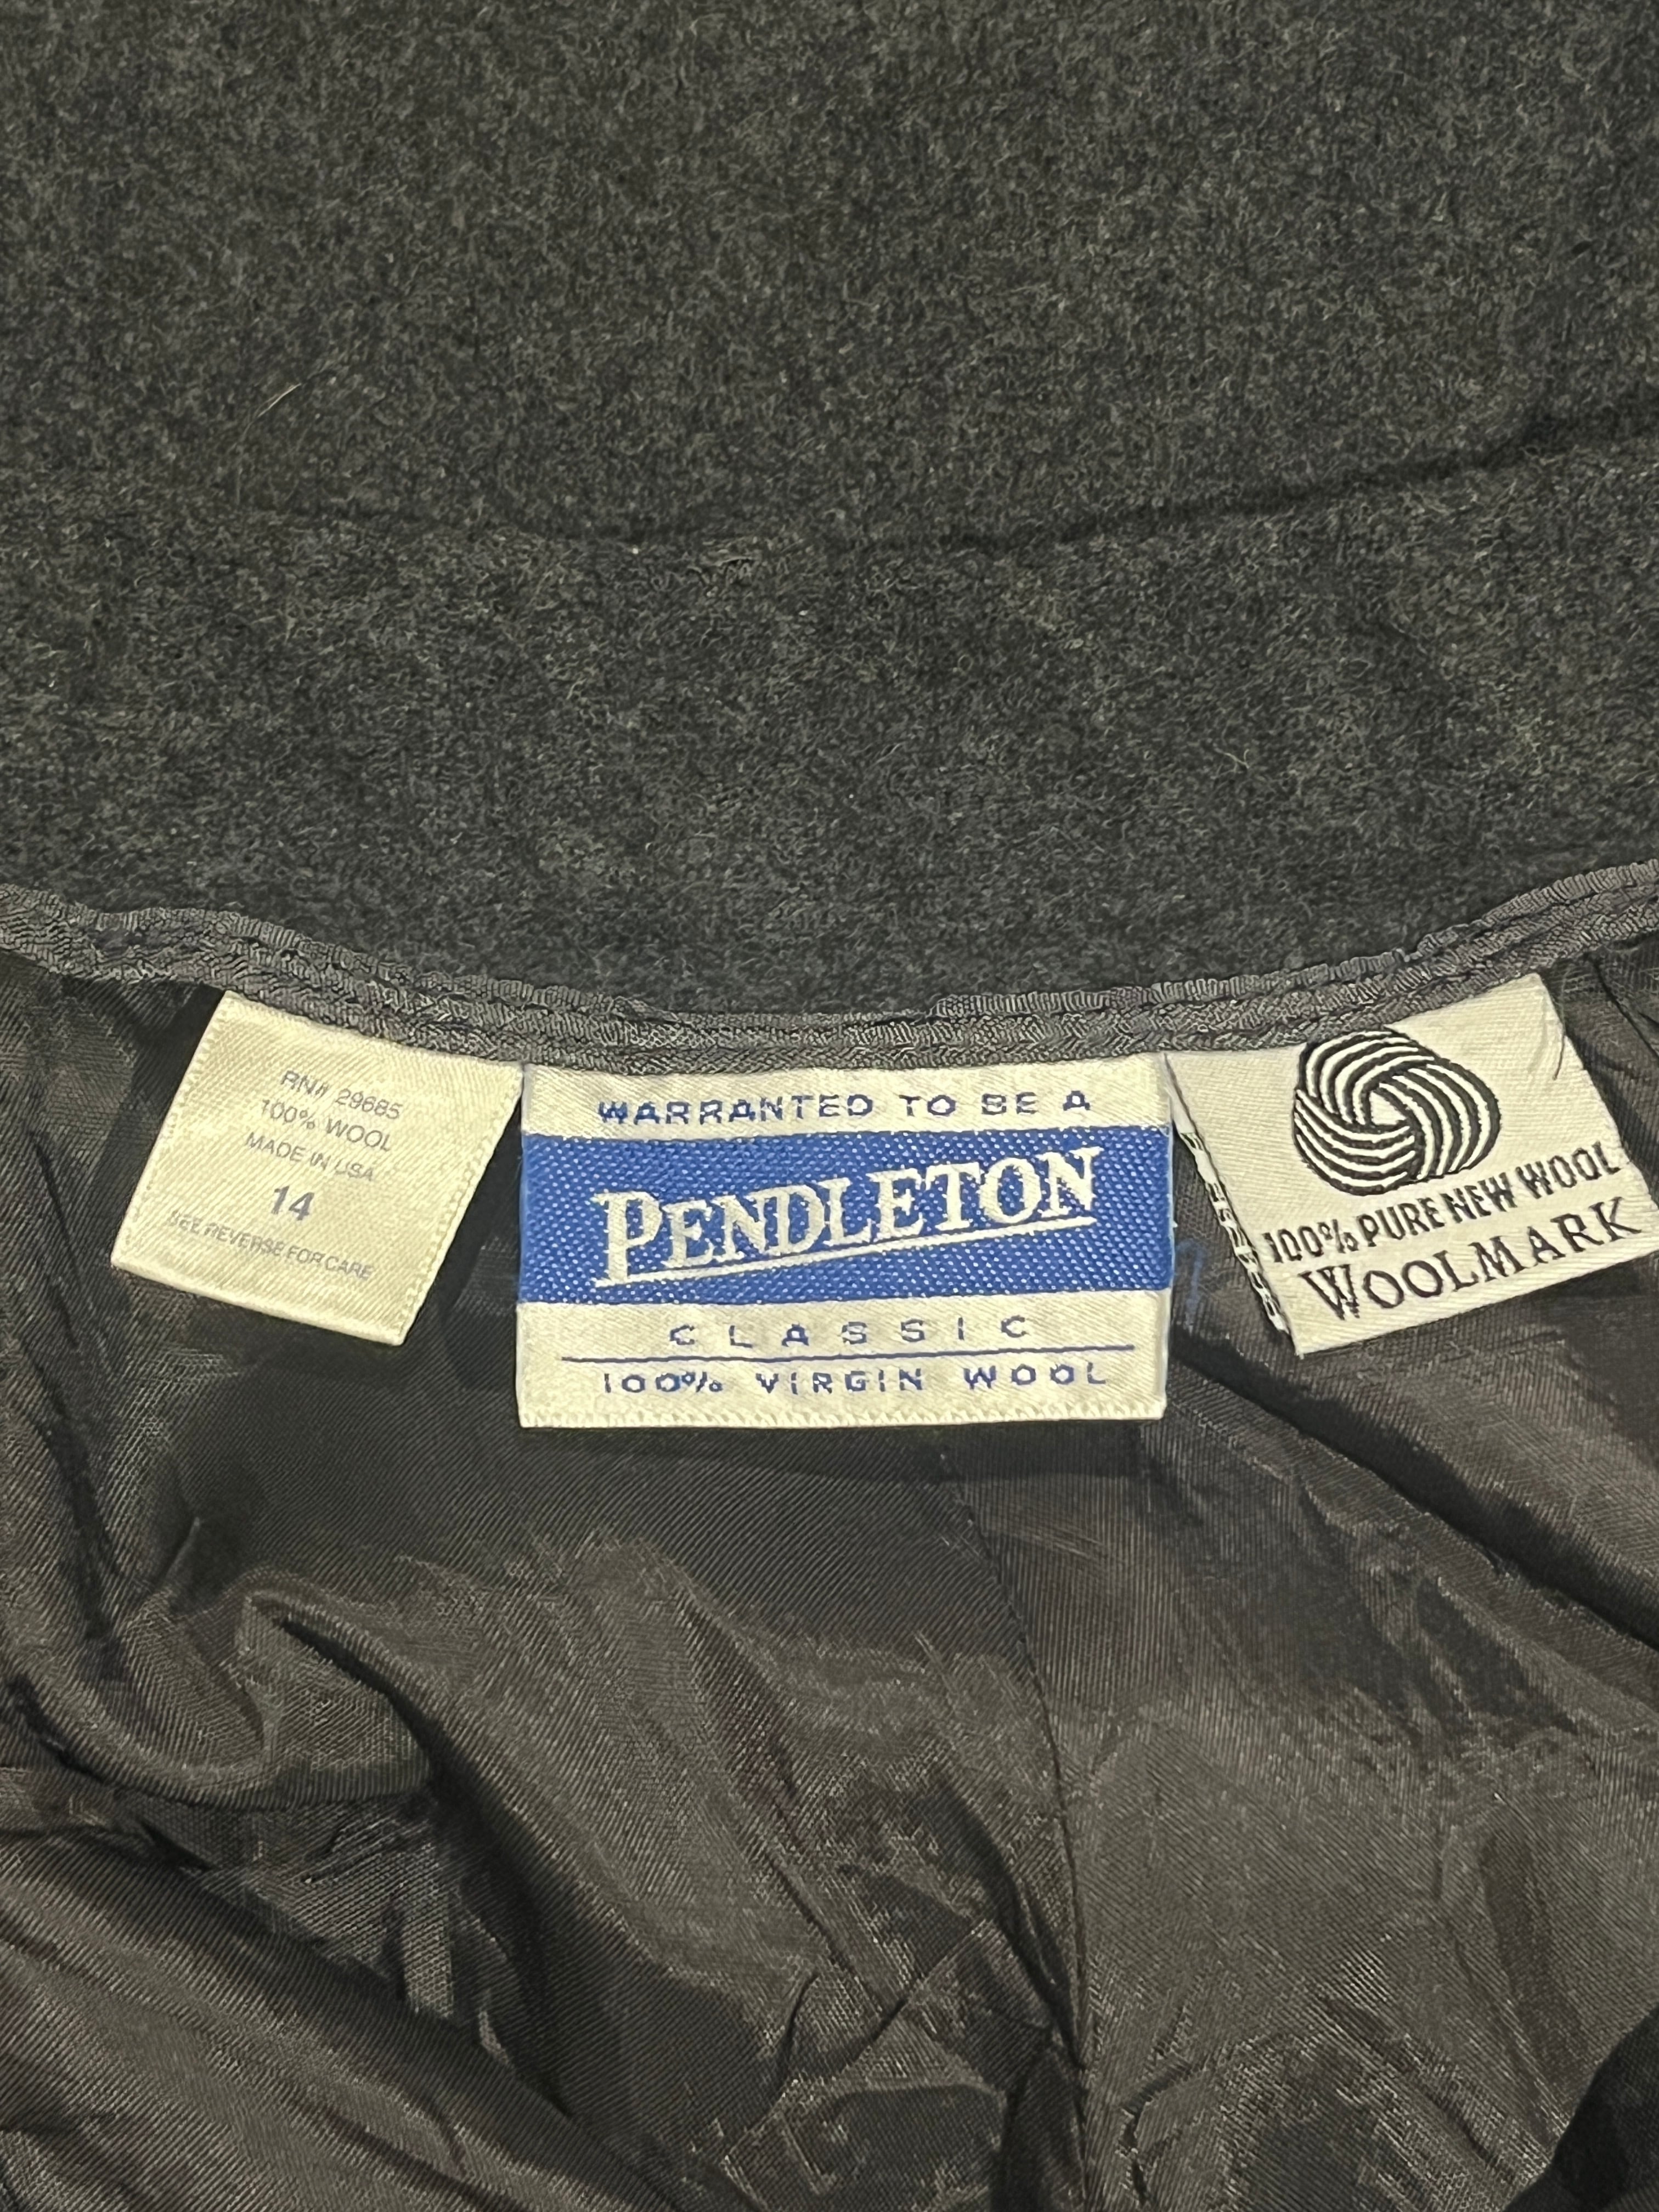 RN# 29685
100% WOOL
MADE IN USA
14
SEE REVERSE FOR CARE
WARRANTED TO BE A
PENDLETON
CLASSIC
100% VIRGIN WOOL
100% PURE NEW WOOL
WOOLMARK